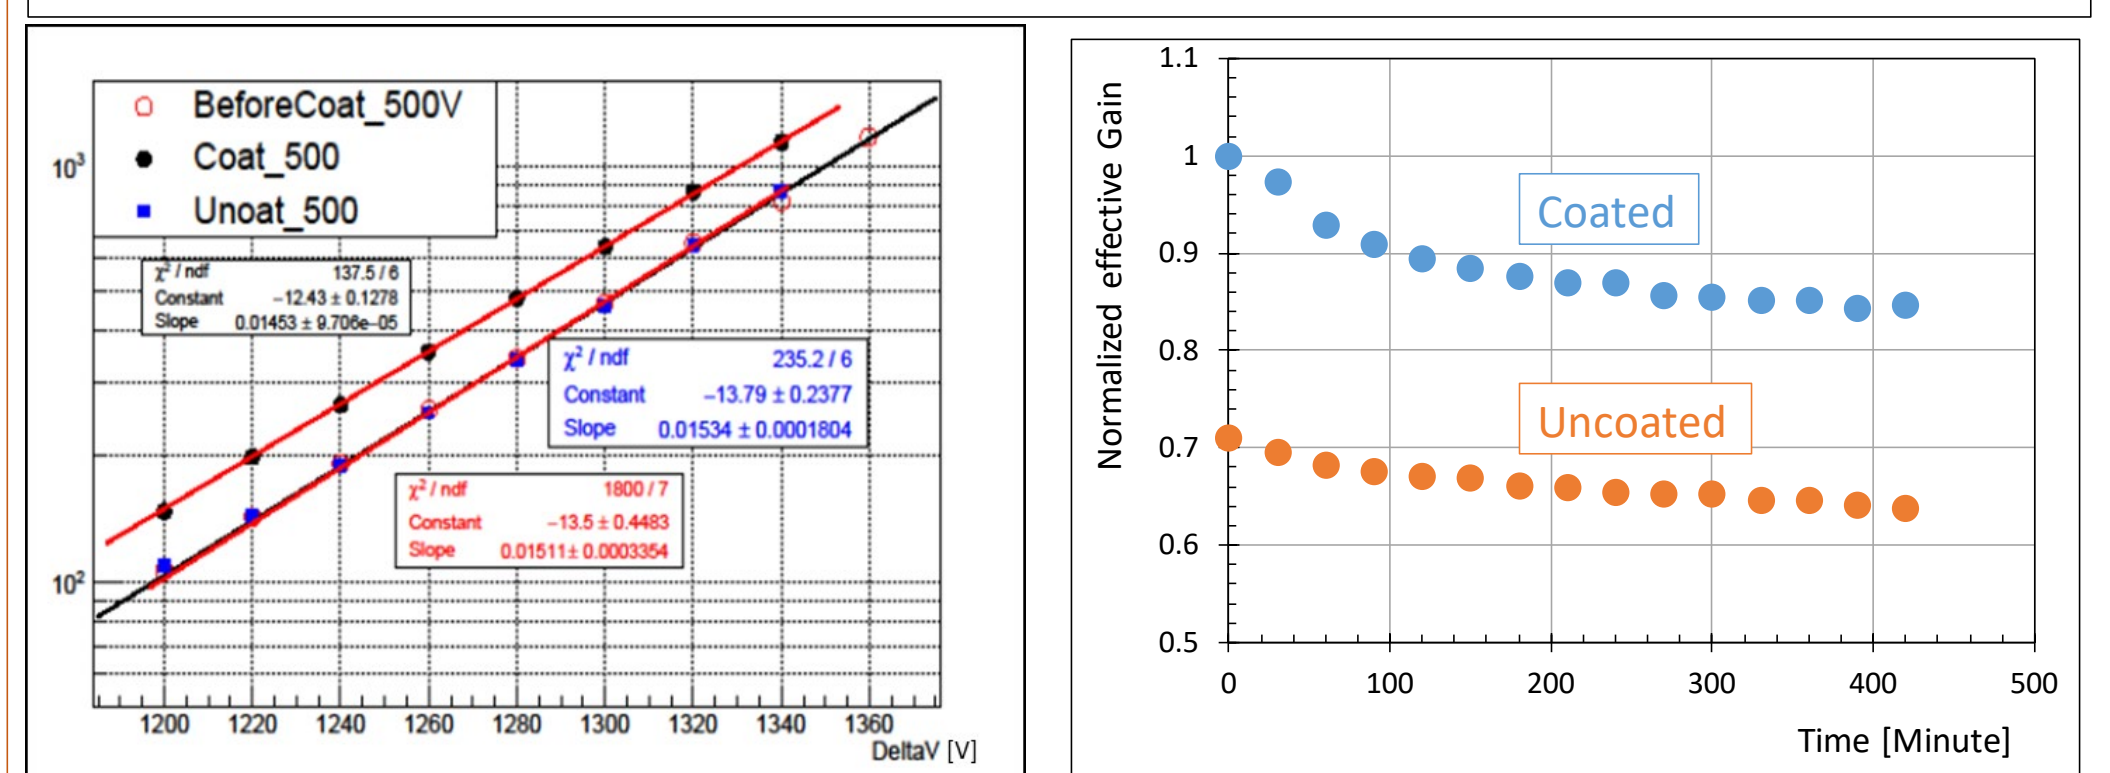 BeforeCoat_500V
Coat_500
Unoat_500
10³
10²
χ² / ndf 137.5 / 6
Constant −12.43 ± 0.1278
Slope 0.01453 ± 9.706e−05
χ² / ndf 235.2 / 6
Constant −13.79 ± 0.2377
Slope 0.01534 ± 0.0001804
χ² / ndf 1800 / 7
Constant −13.5 ± 0.4483
Slope 0.01511± 0.0003354
1200 1220 1240 1260 1280 1300 1320 1340 1360
DeltaV [V]
Normalized effective Gain
1.1
1
0.9
0.8
0.7
0.6
0.5
Coated
Uncoated
0 100 200 300 400 500
Time [Minute]